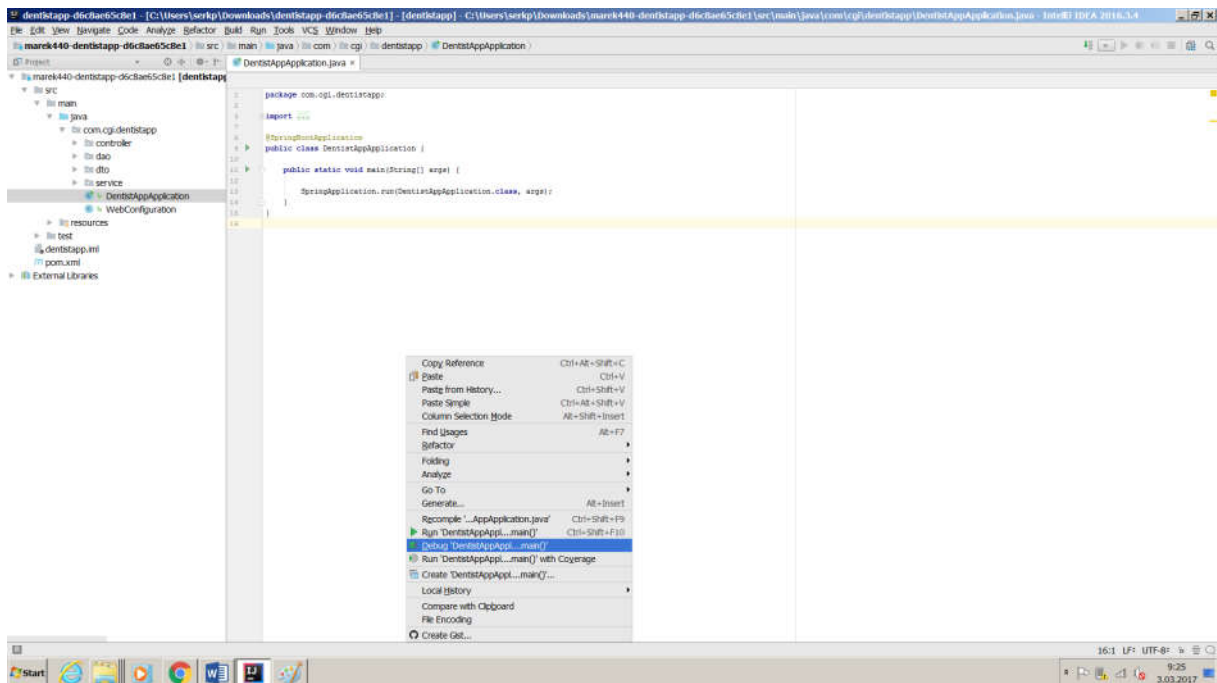 dentistapp-d6c8ae65c8e1 - [C:\Users\serkp\Downloads\dentistapp-d6c8ae65c8e1] - [dentistapp] - C:\Users\serkp\Downloads\marek440-dentistapp-d6c8ae65c8e1\src\main\java\com\cgi\dentistapp\DentistAppApplication.java - IntelliJ IDEA 2016.3.4
File Edit View Navigate Code Analyze Refactor Build Run Tools VCS Window Help
marek440-dentistapp-d6c8ae65c8e1 src main java com cgi dentistapp DentistAppApplication
Project
DentistAppApplication.java
marek440-dentistapp-d6c8ae65c8e1 [dentistapp
src
main
java
com.cgi.dentistapp
controller
dao
dto
service
DentistAppApplication
WebConfiguration
resources
test
dentistapp.iml
pom.xml
External Libraries
package com.cgi.dentistapp;
import ...
@SpringBootApplication
public class DentistAppApplication {
public static void main(String[] args) {
SpringApplication.run(DentistAppApplication.class, args);
}
}
Copy Reference Ctrl+Alt+Shift+C
Paste Ctrl+V
Paste from History... Ctrl+Shift+V
Paste Simple Ctrl+Alt+Shift+V
Column Selection Mode Alt+Shift+Insert
Find Usages Alt+F7
Refactor
Folding
Analyze
Go To
Generate... Alt+Insert
Recompile '...AppApplication.java' Ctrl+Shift+F9
Run 'DentistAppAppl....main()' Ctrl+Shift+F10
Debug 'DentistAppAppl....main()'
Run 'DentistAppAppl....main()' with Coverage
Create 'DentistAppAppl....main()'...
Local History
Compare with Clipboard
File Encoding
Create Gist...
16:1 LF÷ UTF-8÷
Start
9:25
3.03.2017